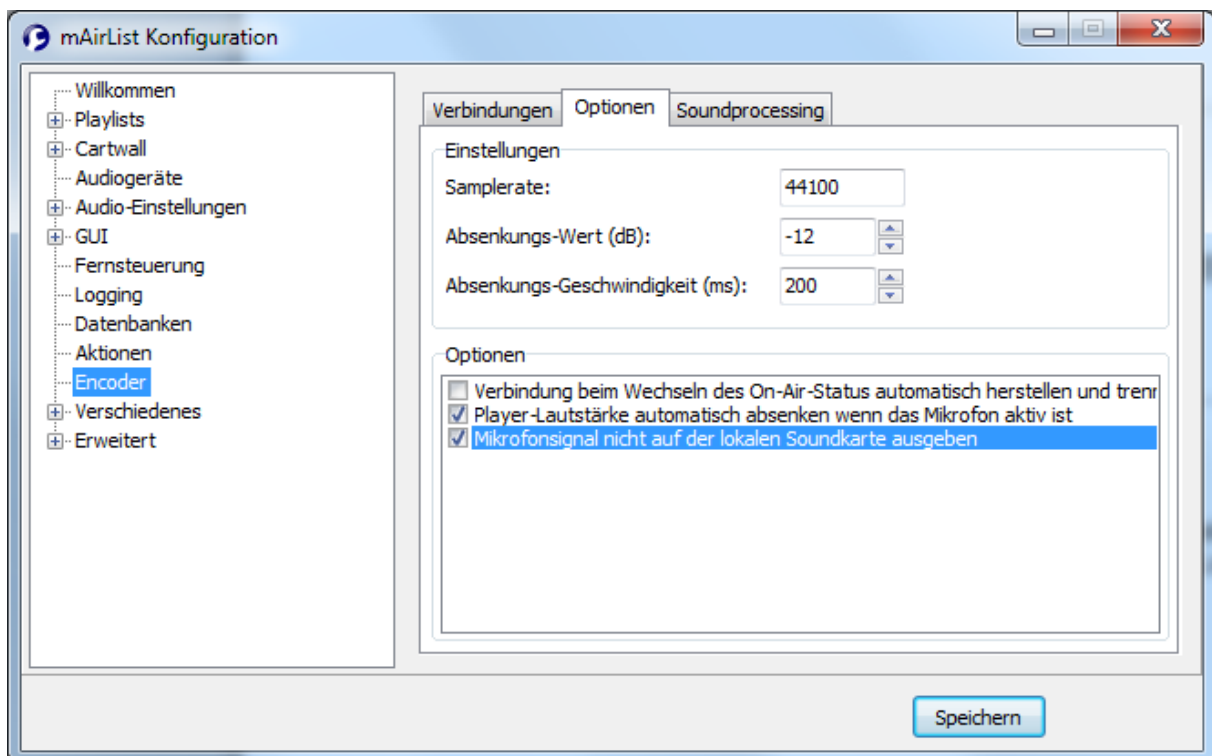 mAirList Konfiguration
Willkommen
Playlists
Cartwall
Audiogeräte
Audio-Einstellungen
GUI
Fernsteuerung
Logging
Datenbanken
Aktionen
Encoder
Verschiedenes
Erweitert
Verbindungen Optionen Soundprocessing
Einstellungen
Samplerate: 44100
Absenkungs-Wert (dB): -12
Absenkungs-Geschwindigkeit (ms): 200
Optionen
Verbindung beim Wechseln des On-Air-Status automatisch herstellen und
Player-Lautstärke automatisch absenken wenn das Mikrofon aktiv ist
Mikrofonsignal nicht auf der lokalen Soundkarte ausgeben
Speichern